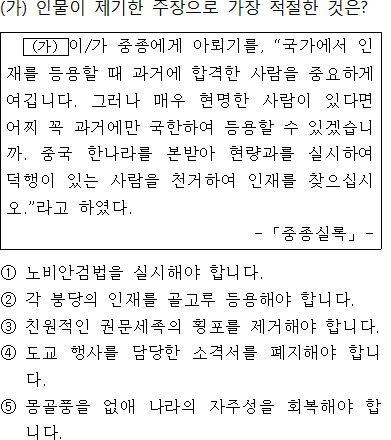 (가) 인물이 제기한 주장으로 가장 적절한 것은?
(가) 이/가 중종에게 아뢰기를, “국가에서 인
재를 등용할 때 과거에 합격한 사람을 중요하게
여깁니다. 그러나 매우 현명한 사람이 있다면
어찌 꼭 과거에만 국한하여 등용할 수 있겠습니
까. 중국 한나라를 본받아 현량과를 실시하여
덕행이 있는 사람을 천거하여 인재를 찾으십시
오.”라고 하였다.
-「중종실록」-
① 노비안검법을 실시해야 합니다.
② 각 붕당의 인재를 골고루 등용해야 합니다.
③ 친원적인 권문세족의 횡포를 제거해야 합니다.
④ 도교 행사를 담당한 소격서를 폐지해야 합니
다.
⑤ 몽골풍을 없애 나라의 자주성을 회복해야 합
니다.